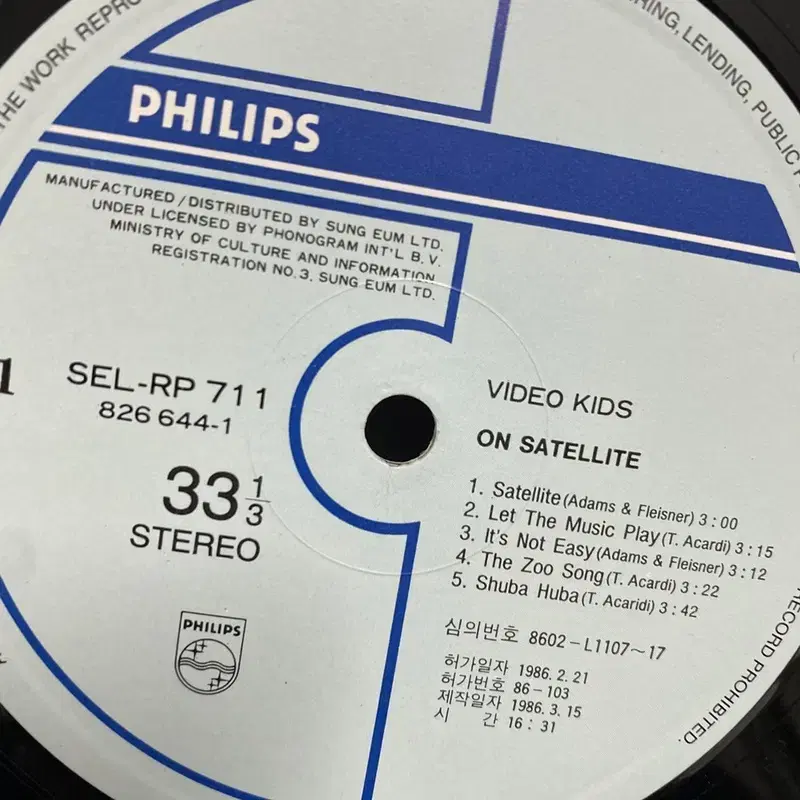 THE WORK REPRO
HING, LENDING, PUBLIC P
PHILIPS
MANUFACTURED / DISTRIBUTED BY SUNG EUM LTD.
UNDER LICENSED BY PHONOGRAM INT'L B.V.
MINISTRY OF CULTURE AND INFORMATION
REGISTRATION NO.3. SUNG EUM LTD.
1
SEL-RP 711
826 644-1
33 1/3
STEREO
PHILIPS
VIDEO KIDS
ON SATELLITE
1. Satellite (Adams & Fleisner) 3 : 00
2. Let The Music Play (T. Acardi) 3 : 15
3. It's Not Easy (Adams & Fleisner) 3 : 12
4. The Zoo Song (T. Acardi) 3 : 22
5. Shuba Huba (T. Acaridi) 3 : 42
심의번호 8602-L1107~17
허가일자 1986. 2. 21
허가번호 86-103
제작일자 1986. 3. 15
시 간 16 : 31
RECORD PROHIBITED.